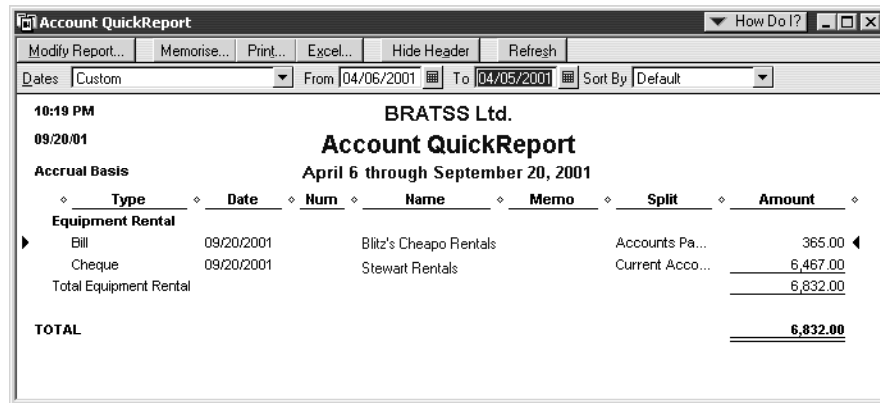 Account QuickReport How Do I?
Modify Report... Memorise... Print... Excel... Hide Header Refresh
Dates Custom From 04/06/2001 To 04/05/2001 Sort By Default
10:19 PM BRATSS Ltd.
09/20/01 Account QuickReport
Accrual Basis April 6 through September 20, 2001
Type Date Num Name Memo Split Amount
Equipment Rental
Bill 09/20/2001 Blitz's Cheapo Rentals Accounts Pa... 365.00
Cheque 09/20/2001 Stewart Rentals Current Acco... 6,467.00
Total Equipment Rental 6,832.00
TOTAL 6,832.00